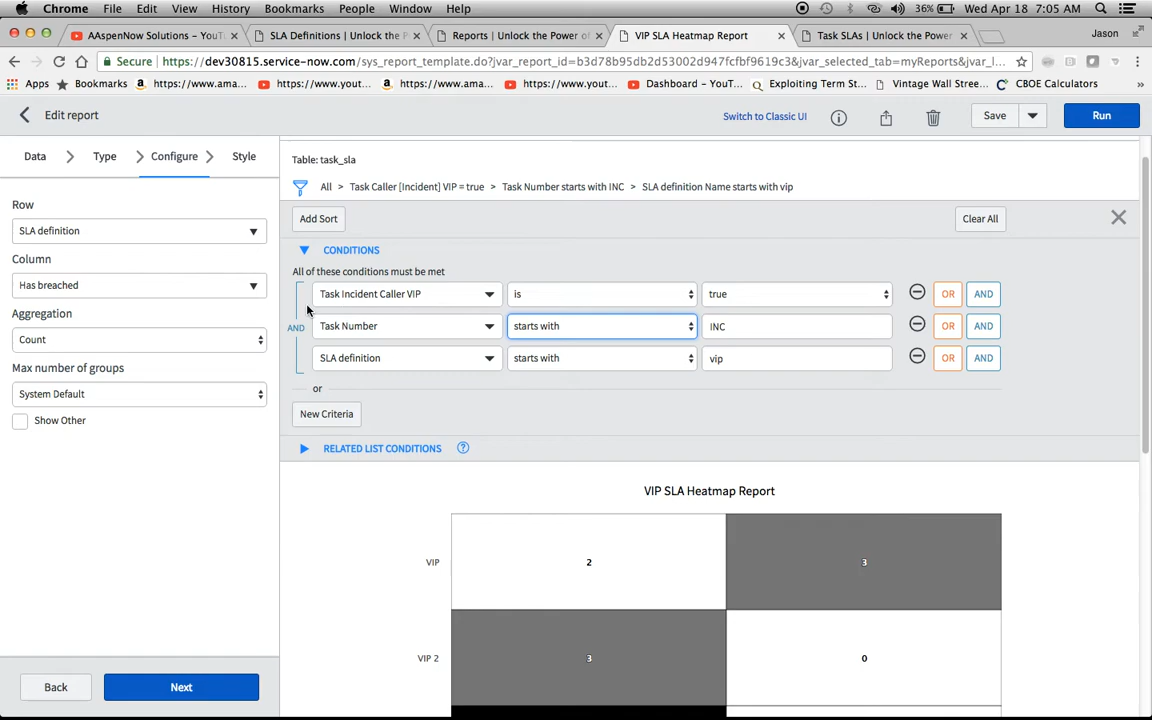 Chrome File Edit View History Bookmarks People Window Help 36% Wed Apr 18 7:05 AM
AAspenNow Solutions – YouT... × SLA Definitions | Unlock the P × Reports | Unlock the Power of × VIP SLA Heatmap Report × Task SLAs | Unlock the Power × Jason
Secure https://dev30815.service-now.com/sys_report_template.do?jvar_report_id=b3d78b95db2d53002d947fcfbf9619c3&jvar_selected_tab=myReports&jvar_l...
Apps Bookmarks https://www.ama... https://www.yout... https://www.amaz... https://www.yout... Dashboard – YouT... Exploiting Term St... Vintage Wall Stree... CBOE Calculators »
Edit report Switch to Classic UI Save Run
Data Type Configure Style
Table: task_sla
All > Task Caller [Incident] VIP = true > Task Number starts with INC > SLA definition Name starts with vip
Row
SLA definition
Column
Has breached
Aggregation
Count
Max number of groups
System Default
Show Other
Back Next
Add Sort Clear All
CONDITIONS
All of these conditions must be met
Task Incident Caller VIP is true OR AND
AND
Task Number starts with INC OR AND
SLA definition starts with vip OR AND
or
New Criteria
RELATED LIST CONDITIONS ?
VIP SLA Heatmap Report
VIP 2 3
VIP 2 3 0